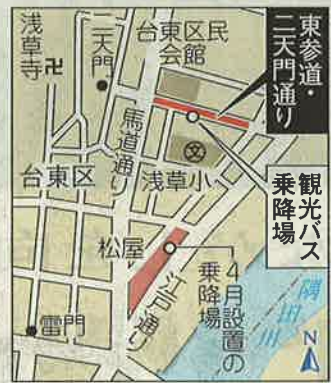 東参道・
二天門通り
台東区民
会館
二天門
浅草寺
卍
馬道通り
文
浅草小
台東区
観光バス
乗降場
松屋
4月設置の
乗降場
江戸通り
隅田川
雷門
N